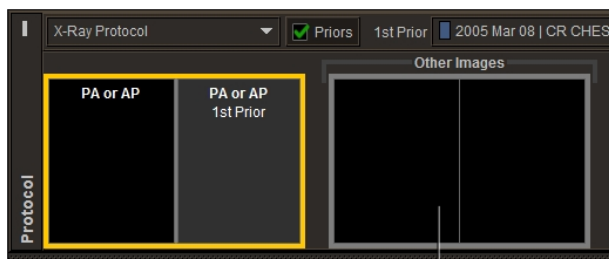 X-Ray Protocol
Priors
1st Prior
2005 Mar 08 | CR CHES
Other Images
PA or AP
PA or AP
1st Prior
Protocol